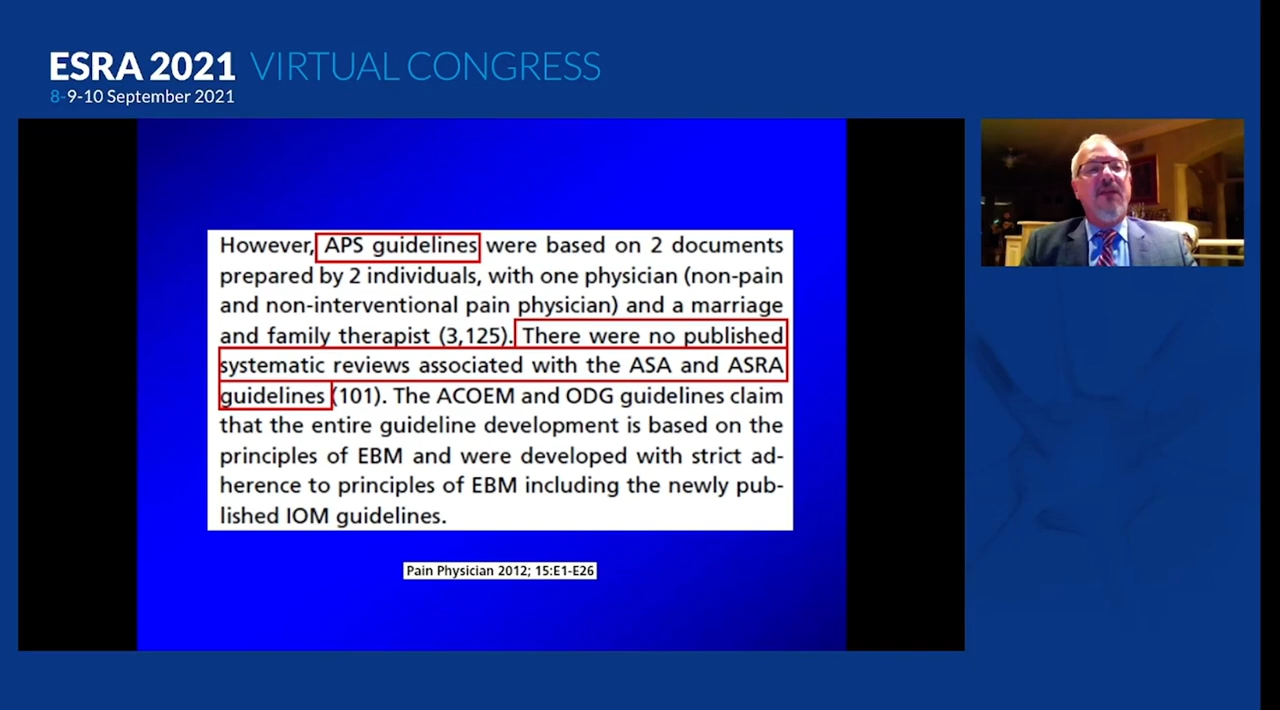 ESRA 2021 VIRTUAL CONGRESS
8-9-10 September 2021
However, APS guidelines were based on 2 documents
prepared by 2 individuals, with one physician (non-pain
and non-interventional pain physician) and a marriage
and family therapist (3,125). There were no published
systematic reviews associated with the ASA and ASRA
guidelines (101). The ACOEM and ODG guidelines claim
that the entire guideline development is based on the
principles of EBM and were developed with strict ad-
herence to principles of EBM including the newly pub-
lished IOM guidelines.
Pain Physician 2012; 15:E1-E26